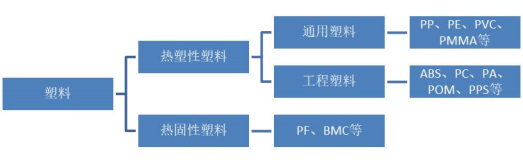 通用塑料
PP、PE、PVC、
PMMA等
热塑性塑料
工程塑料
ABS、PC、PA、
POM、PPS等
塑料
热固性塑料
PF、BMC等